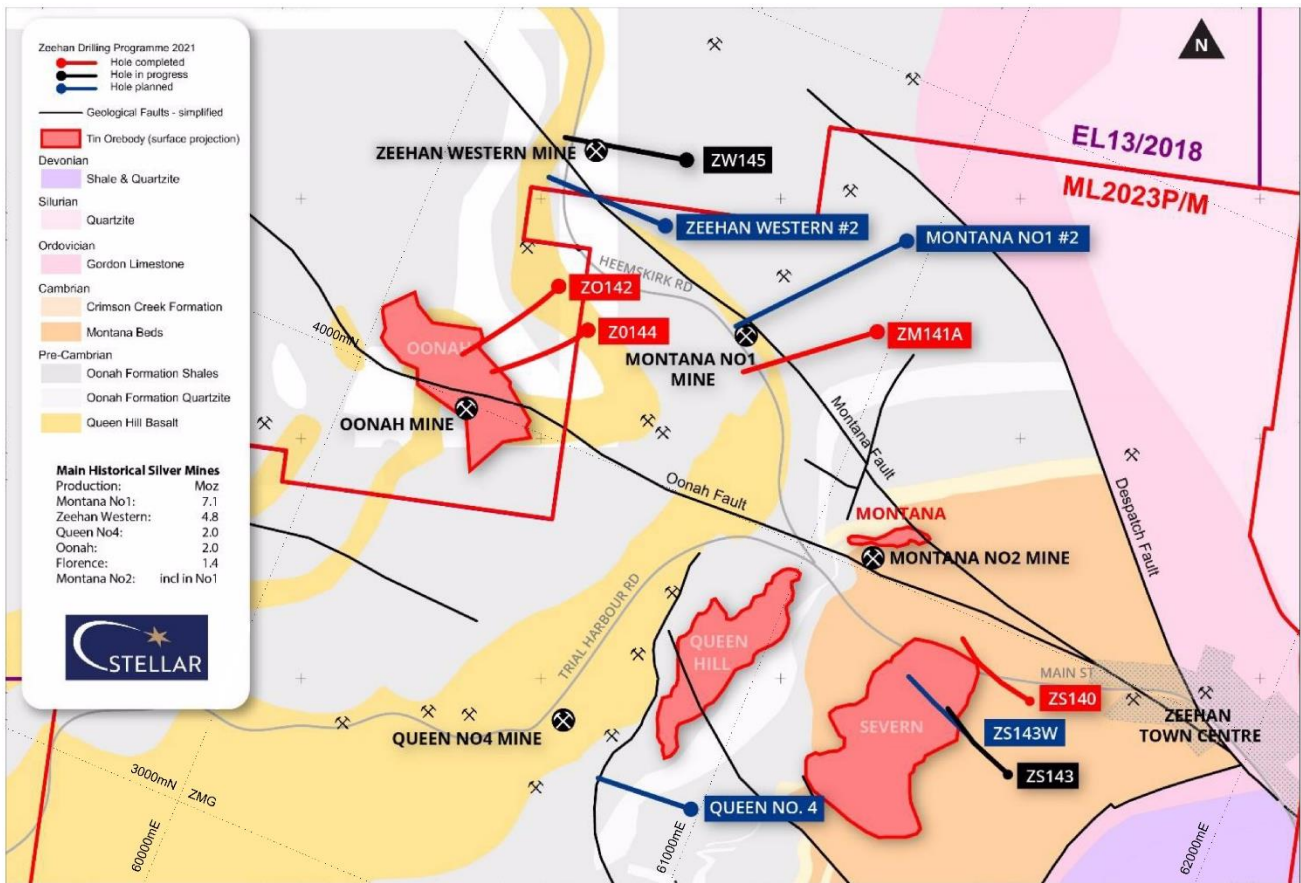 Zeehan Drilling Programme 2021
Hole completed
Hole in progress
Hole planned
Geological Faults - simplified
Tin Orebody (surface projection)
Devonian
Shale & Quartzite
Silurian
Quartzite
Ordovician
Gordon Limestone
Cambrian
Crimson Creek Formation
Montana Beds
Pre-Cambrian
Oonah Formation Shales
Oonah Formation Quartzite
Queen Hill Basalt
Main Historical Silver Mines
Production: Moz
Montana No1: 7.1
Zeehan Western: 4.8
Queen No4: 2.0
Oonah: 2.0
Florence: 1.4
Montana No2: incl in No1
STELLAR
N
EL13/2018
ML2023P/M
ZEEHAN WESTERN MINE
ZW145
ZEEHAN WESTERN #2
MONTANA NO1 #2
HEEMSKIRK RD
ZO142
Z0144
ZM141A
4000mN
OONAH
MONTANA NO1
MINE
OONAH MINE
Montana Fault
Oonah Fault
Despatch Fault
MONTANA
MONTANA NO2 MINE
TRIAL HARBOUR RD
QUEEN
HILL
MAIN ST
ZS140
SEVERN
ZS143W
ZEEHAN
TOWN CENTRE
QUEEN NO4 MINE
ZS143
3000mN
ZMG
QUEEN NO. 4
60000mE
61000mE
62000mE